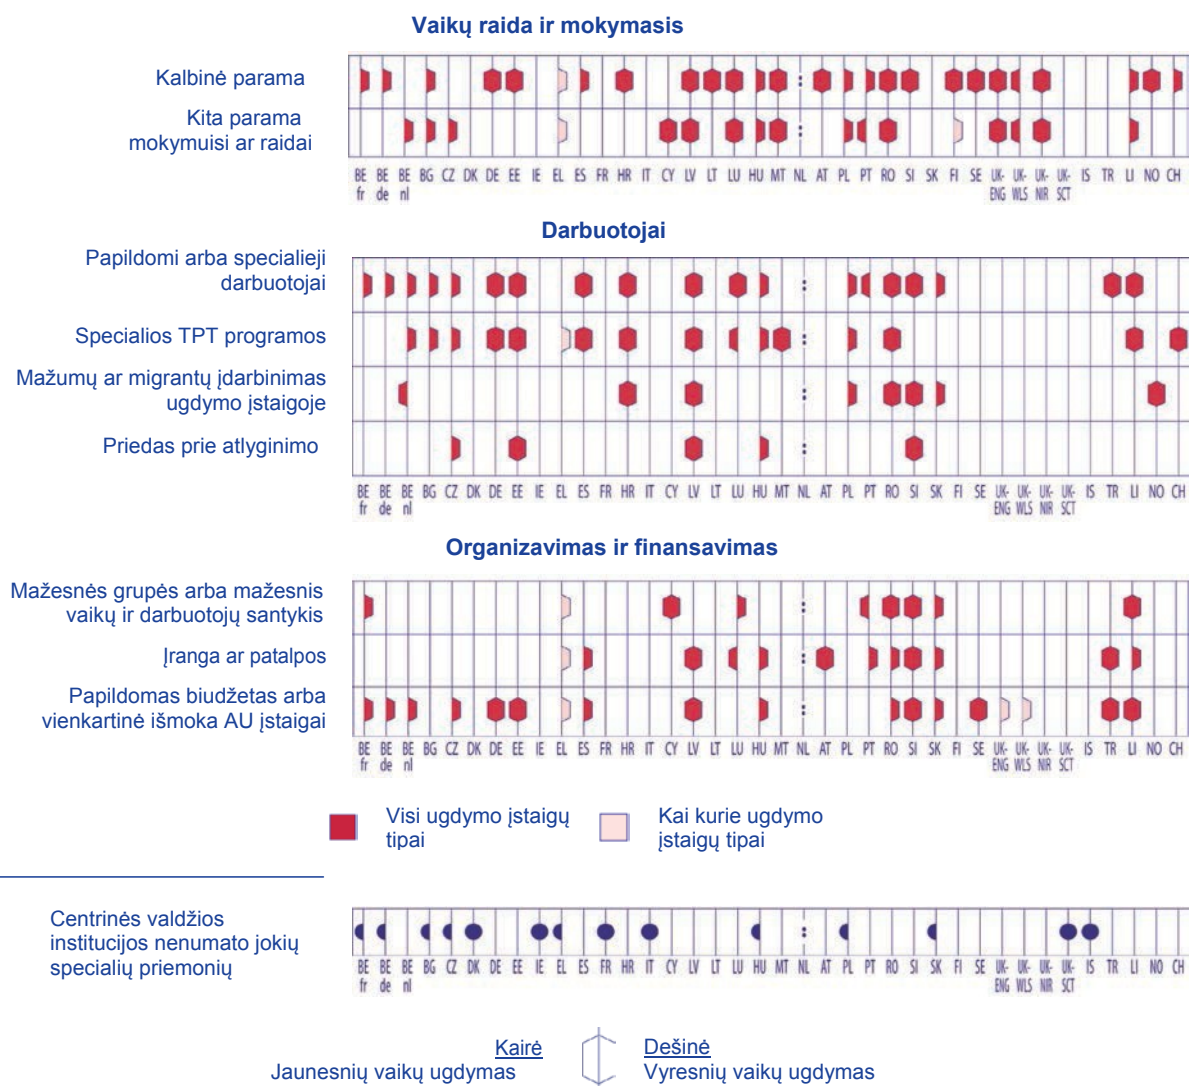 Vaikų raida ir mokymasis
Kalbinė parama
Kita parama
mokymuisi ar raidai
BE fr BE de BE nl BG CZ DK DE EE IE EL ES FR HR IT CY LV LT LU HU MT NL AT PL PT RO SI SK FI SE UK-ENG UK-WLS UK-NIR UK-SCT IS TR LI NO CH
Darbuotojai
Papildomi arba specialieji
darbuotojai
Specialios TPT programos
Mažumų ar migrantų įdarbinimas
ugdymo įstaigoje
Priedas prie atlyginimo
BE fr BE de BE nl BG CZ DK DE EE IE EL ES FR HR IT CY LV LT LU HU MT NL AT PL PT RO SI SK FI SE UK-ENG UK-WLS UK-NIR UK-SCT IS TR LI NO CH
Organizavimas ir finansavimas
Mažesnės grupės arba mažesnis
vaikų ir darbuotojų santykis
Įranga ar patalpos
Papildomas biudžetas arba
vienkartinė išmoka AU įstaigai
BE fr BE de BE nl BG CZ DK DE EE IE EL ES FR HR IT CY LV LT LU HU MT NL AT PL PT RO SI SK FI SE UK-ENG UK-WLS UK-NIR UK-SCT IS TR LI NO CH
Visi ugdymo įstaigų
tipai
Kai kurie ugdymo
įstaigų tipai
Centrinės valdžios
institucijos nenumato jokių
specialių priemonių
BE fr BE de BE nl BG CZ DK DE EE IE EL ES FR HR IT CY LV LT LU HU MT NL AT PL PT RO SI SK FI SE UK-ENG UK-WLS UK-NIR UK-SCT IS TR LI NO CH
Kairė
Jaunesnių vaikų ugdymas
Dešinė
Vyresnių vaikų ugdymas